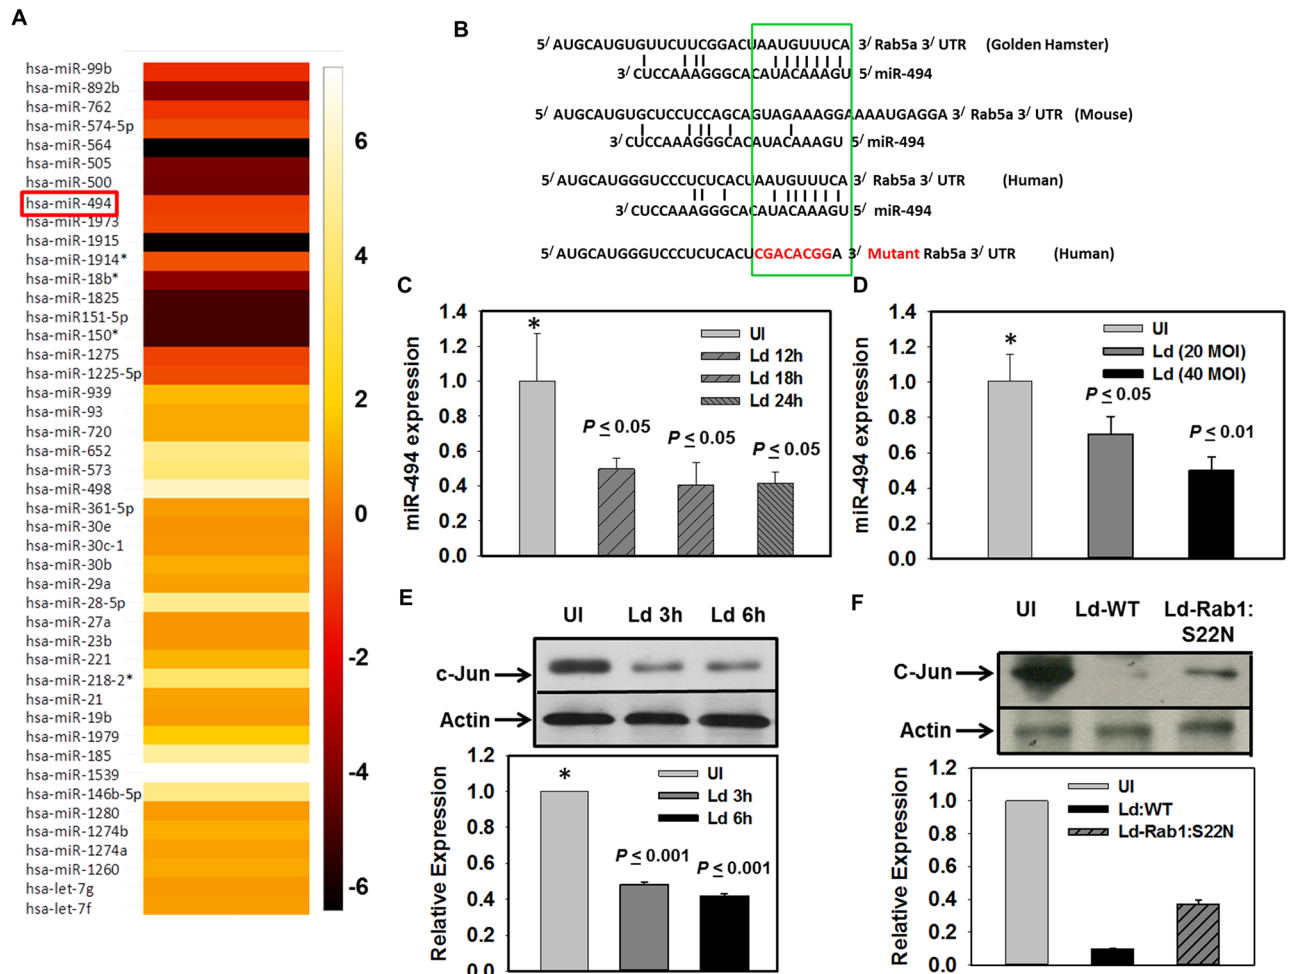 A
hsa-miR-99b
hsa-miR-892b
hsa-miR-762
hsa-miR-574-5p
hsa-miR-564
hsa-miR-505
hsa-miR-500
hsa-miR-494
hsa-miR-1973
hsa-miR-1915
hsa-miR-1914*
hsa-miR-18b*
hsa-miR-1825
hsa-miR151-5p
hsa-miR-150*
hsa-miR-1275
hsa-miR-1225-5p
hsa-miR-939
hsa-miR-93
hsa-miR-720
hsa-miR-652
hsa-miR-573
hsa-miR-498
hsa-miR-361-5p
hsa-miR-30e
hsa-miR-30c-1
hsa-miR-30b
hsa-miR-29a
hsa-miR-28-5p
hsa-miR-27a
hsa-miR-23b
hsa-miR-221
hsa-miR-218-2*
hsa-miR-21
hsa-miR-19b
hsa-miR-1979
hsa-miR-185
hsa-miR-1539
hsa-miR-146b-5p
hsa-miR-1280
hsa-miR-1274b
hsa-miR-1274a
hsa-miR-1260
hsa-let-7g
hsa-let-7f
6
4
2
0
-2
-4
-6
B
5/ AUGCAUGUGUUCUUCGGACUAAUGUUUCA 3/ Rab5a 3/ UTR (Golden Hamster)
3/ CUCCAAAGGGCACAUACAAAGU 5/ miR-494
5/ AUGCAUGUGCUCCUCCAGCAGUAGAAAGGAAAAUGAGGA 3/ Rab5a 3/ UTR (Mouse)
3/ CUCCAAAGGGCACAUACAAAGU 5/ miR-494
5/ AUGCAUGGGUCCCUCUCACUAAUGUUUCA 3/ Rab5a 3/ UTR (Human)
3/ CUCCAAAGGGCACAUACAAAGU 5/ miR-494
5/ AUGCAUGGGUCCCUCUCACUCGACACGGA 3/ Mutant Rab5a 3/ UTR (Human)
C
miR-494 expression
1.4
1.2
1.0
0.8
0.6
0.4
0.2
0.0
*
P ≤ 0.05
P ≤ 0.05
P ≤ 0.05
UI
Ld 12h
Ld 18h
Ld 24h
D
miR-494 expression
1.4
1.2
1.0
0.8
0.6
0.4
0.2
0.0
*
P ≤ 0.05
P ≤ 0.01
UI
Ld (20 MOI)
Ld (40 MOI)
E
UI Ld 3h Ld 6h
c-Jun
Actin
Relative Expression
1.2
1.0
0.8
0.6
0.4
0.2
0.0
*
P ≤ 0.001
P ≤ 0.001
UI
Ld 3h
Ld 6h
F
UI Ld-WT Ld-Rab1:
S22N
C-Jun
Actin
Relative Expression
1.2
1.0
0.8
0.6
0.4
0.2
0.0
UI
Ld:WT
Ld-Rab1:S22N